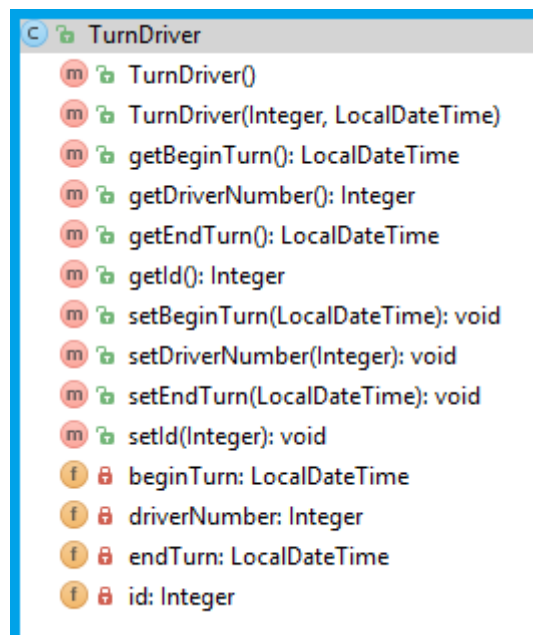 C TurnDriver
m TurnDriver()
m TurnDriver(Integer, LocalDateTime)
m getBeginTurn(): LocalDateTime
m getDriverNumber(): Integer
m getEndTurn(): LocalDateTime
m getId(): Integer
m setBeginTurn(LocalDateTime): void
m setDriverNumber(Integer): void
m setEndTurn(LocalDateTime): void
m setId(Integer): void
f beginTurn: LocalDateTime
f driverNumber: Integer
f endTurn: LocalDateTime
f id: Integer